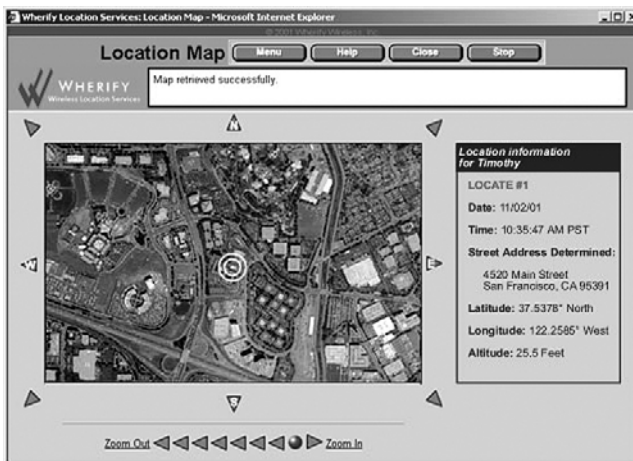 Wherify Location Services: Location Map - Microsoft Internet Explorer
© 2001 Wherify Wireless, Inc.
Location Map
Menu
Help
Close
Stop
WHERIFY
Wireless Location Services
Map retrieved successfully.
N
W
E
S
Location information
for Timothy
LOCATE #1
Date: 11/02/01
Time: 10:35:47 AM PST
Street Address Determined:
4520 Main Street
San Francisco, CA 95391
Latitude: 37.5378° North
Longitude: 122.2585° West
Altitude: 25.5 Feet
Zoom Out
Zoom In